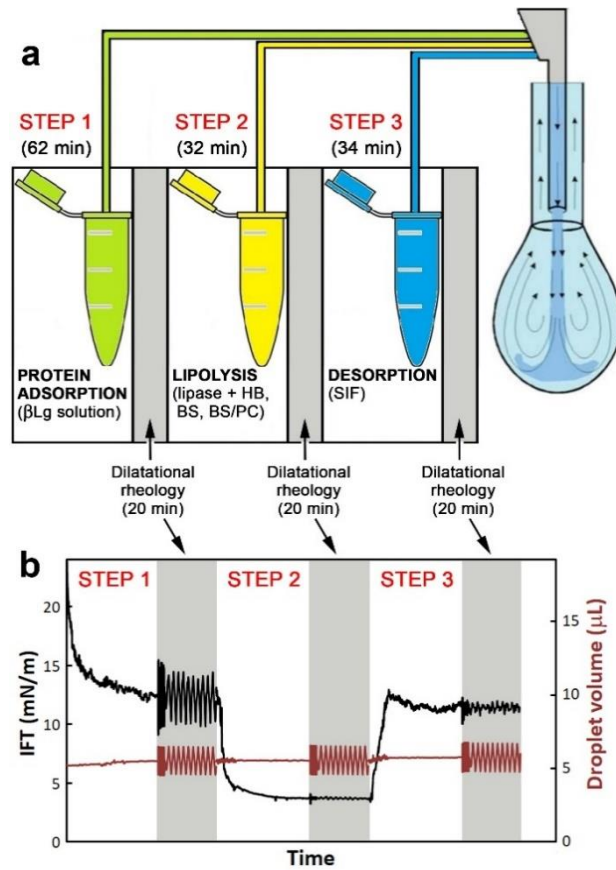 a
STEP 1
(62 min)
STEP 2
(32 min)
STEP 3
(34 min)
PROTEIN
ADSORPTION
(βLg solution)
LIPOLYSIS
(lipase + HB,
BS, BS/PC)
DESORPTION
(SIF)
Dilatational
rheology
(20 min)
Dilatational
rheology
(20 min)
Dilatational
rheology
(20 min)
b
STEP 1
STEP 2
STEP 3
IFT (mN/m)
20
15
10
5
0
Droplet volume (μL)
15
10
5
0
Time